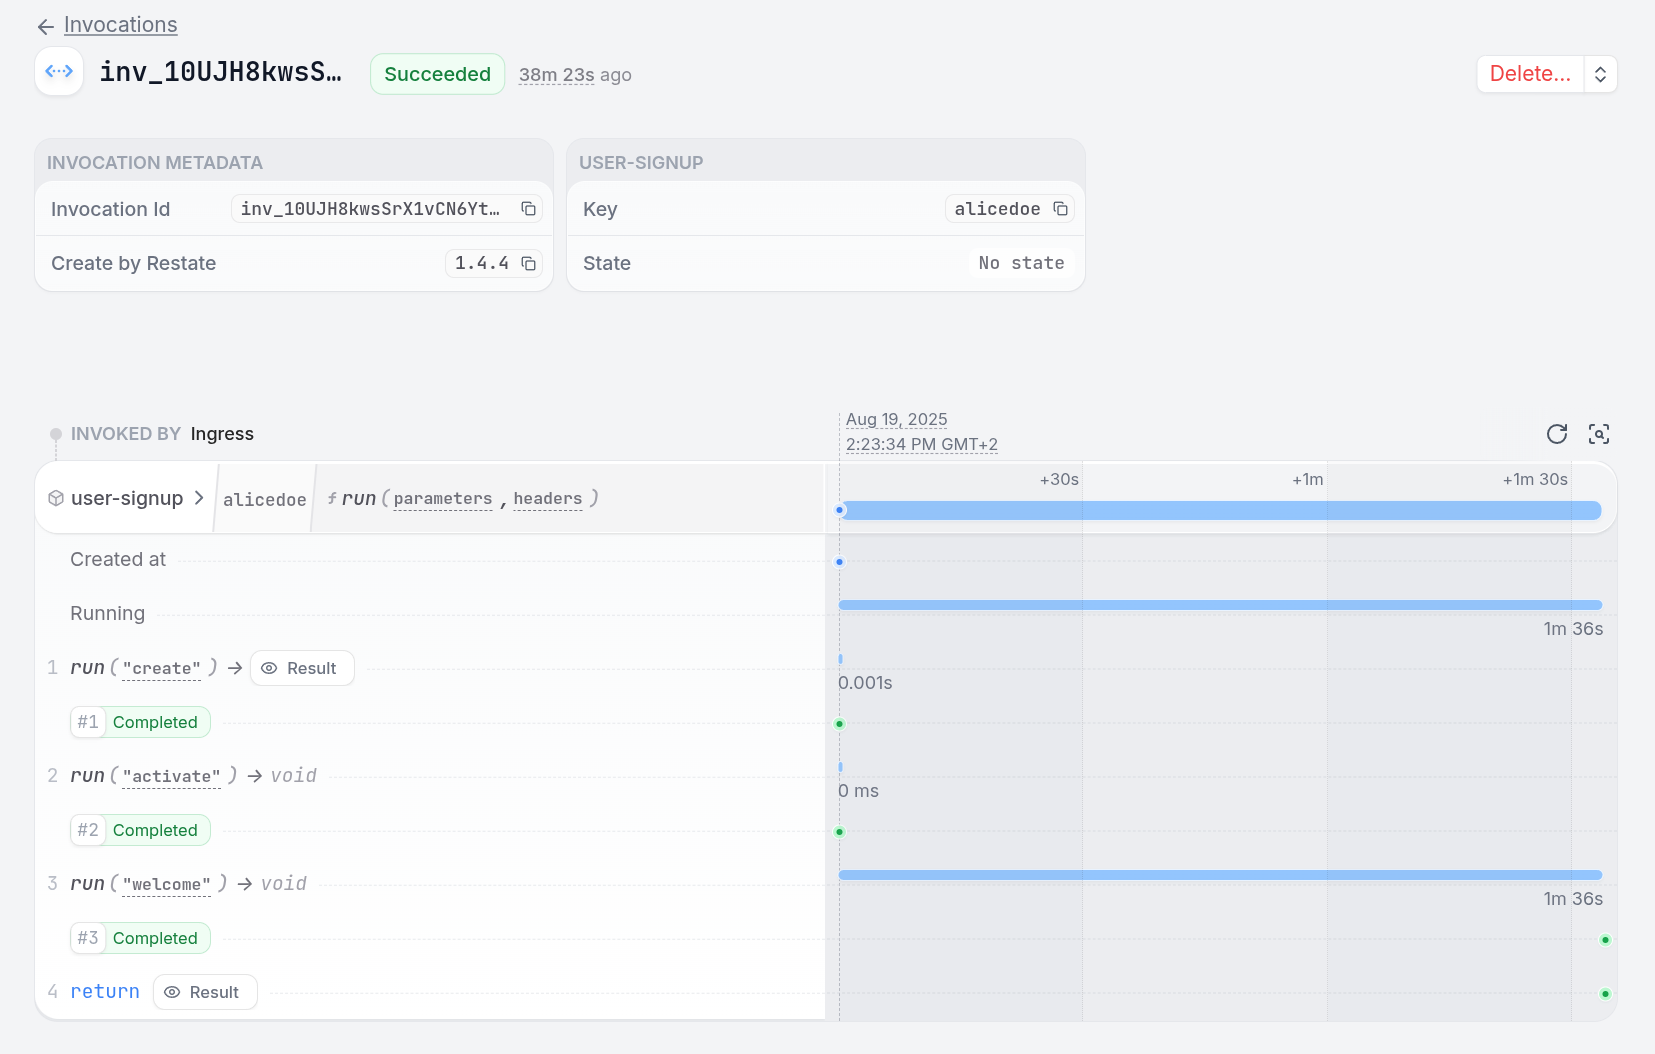 Invocations
inv_10UJH8kwsS… Succeeded 38m 23s ago Delete…
INVOCATION METADATA
Invocation Id inv_10UJH8kwsSrX1vCN6Yt…
Create by Restate 1.4.4
USER-SIGNUP
Key alicedoe
State No state
INVOKED BY Ingress
Aug 19, 2025
2:23:34 PM GMT+2
user-signup alicedoe ƒ run ( parameters , headers )
+30s +1m +1m 30s
Created at
Running
1m 36s
1 run ( "create" ) → Result
0.001s
#1 Completed
2 run ( "activate" ) → void
0 ms
#2 Completed
3 run ( "welcome" ) → void
1m 36s
#3 Completed
4 return Result